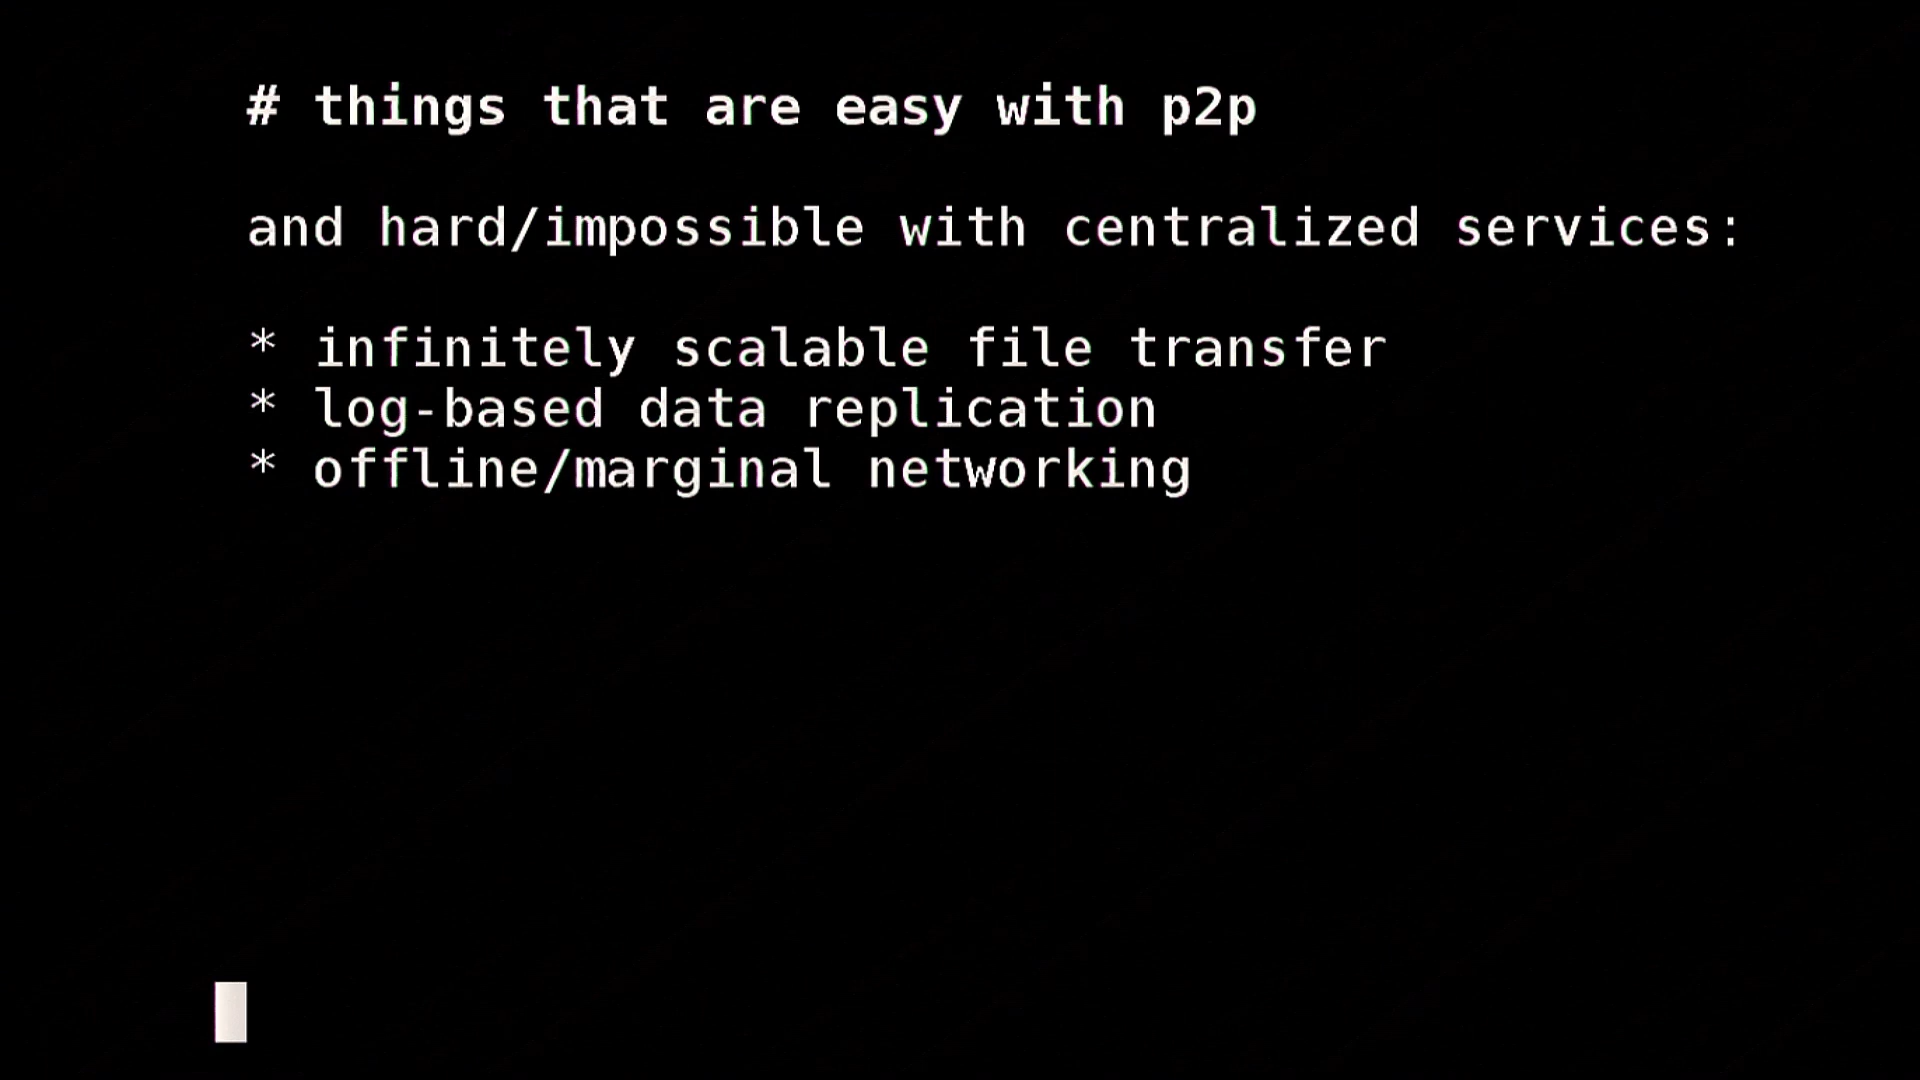 # things that are easy with p2p
and hard/impossible with centralized services:
* infinitely scalable file transfer
* log-based data replication
* offline/marginal networking